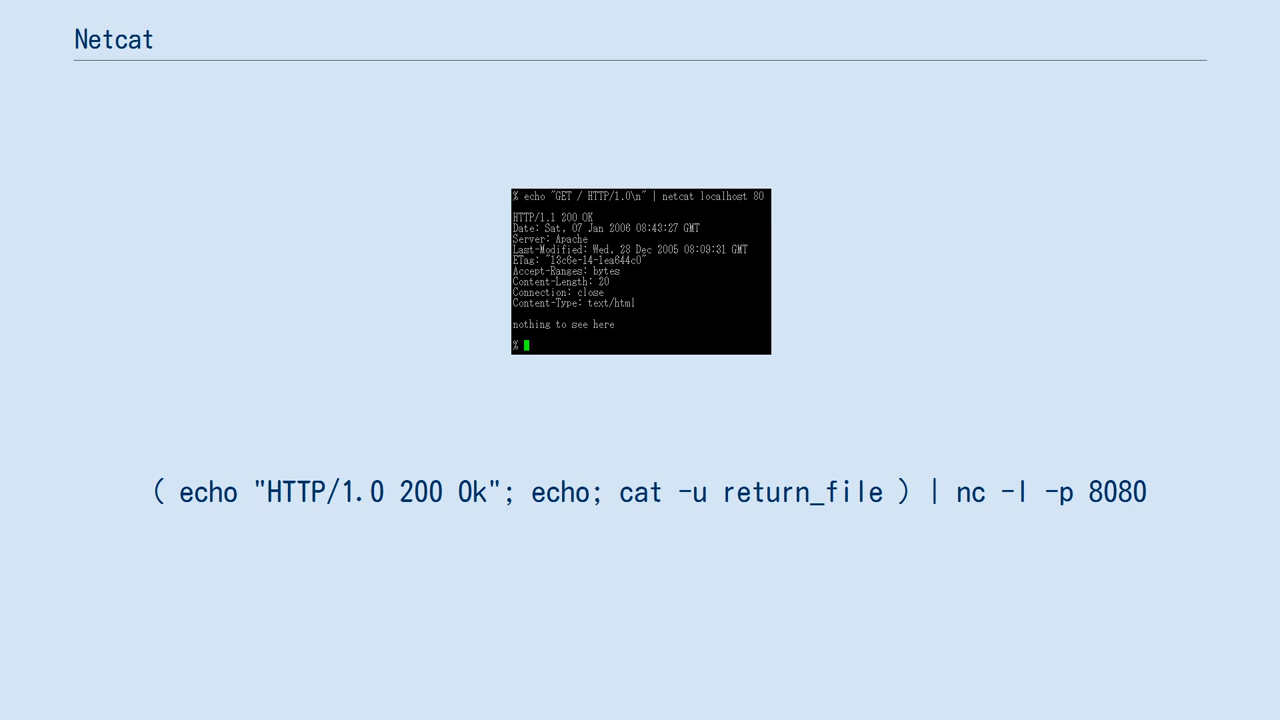 Netcat
% echo "GET / HTTP/1.0\n" | netcat localhost 80
HTTP/1.1 200 OK
Date: Sat, 07 Jan 2006 08:43:27 GMT
Server: Apache
Last-Modified: Wed, 28 Dec 2005 08:09:31 GMT
ETag: "13c6e-14-1ea644c0"
Accept-Ranges: bytes
Content-Length: 20
Connection: close
Content-Type: text/html
nothing to see here
%
( echo "HTTP/1.0 200 Ok"; echo; cat -u return_file ) | nc -l -p 8080